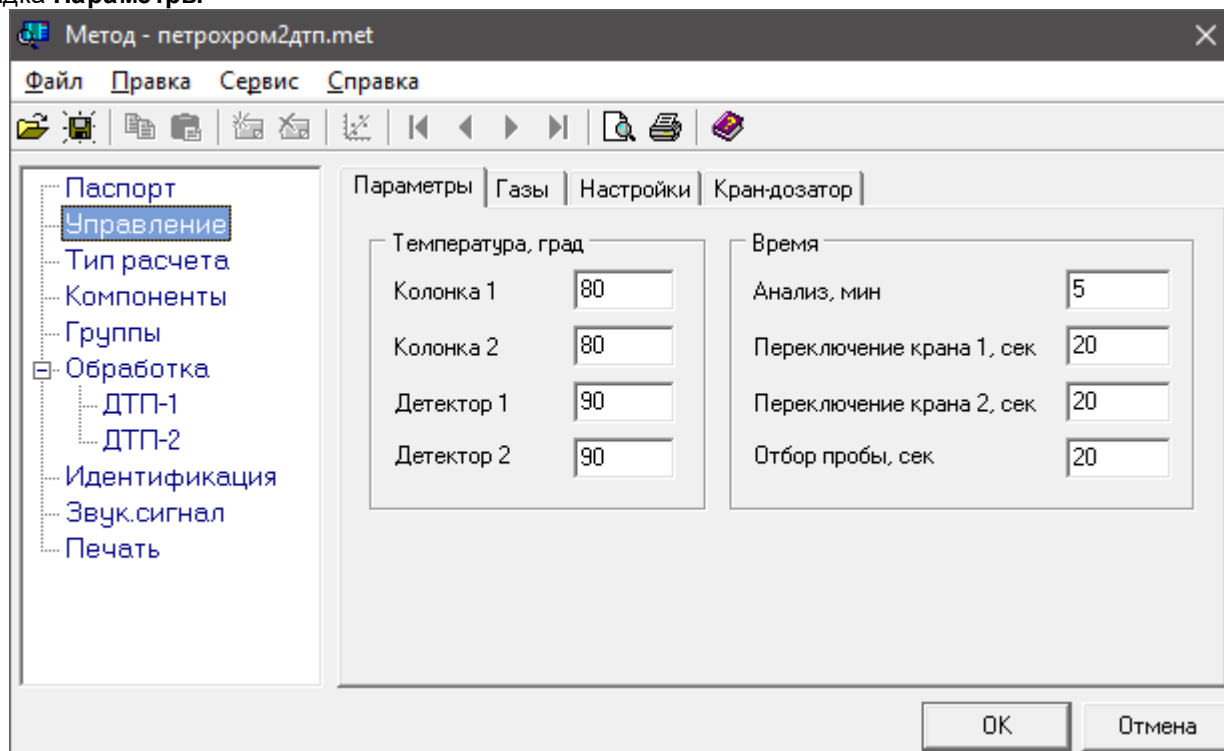 дка Параметры
Метод - петрохром2дтп.met
Файл Правка Сервис Справка
Паспорт
Управление
Тип расчета
Компоненты
Группы
Обработка
ДТП-1
ДТП-2
Идентификация
Звук.сигнал
Печать
Параметры Газы Настройки Кран-дозатор
Температура, град
Колонка 1 80
Колонка 2 80
Детектор 1 90
Детектор 2 90
Время
Анализ, мин 5
Переключение крана 1, сек 20
Переключение крана 2, сек 20
Отбор пробы, сек 20
OK Отмена